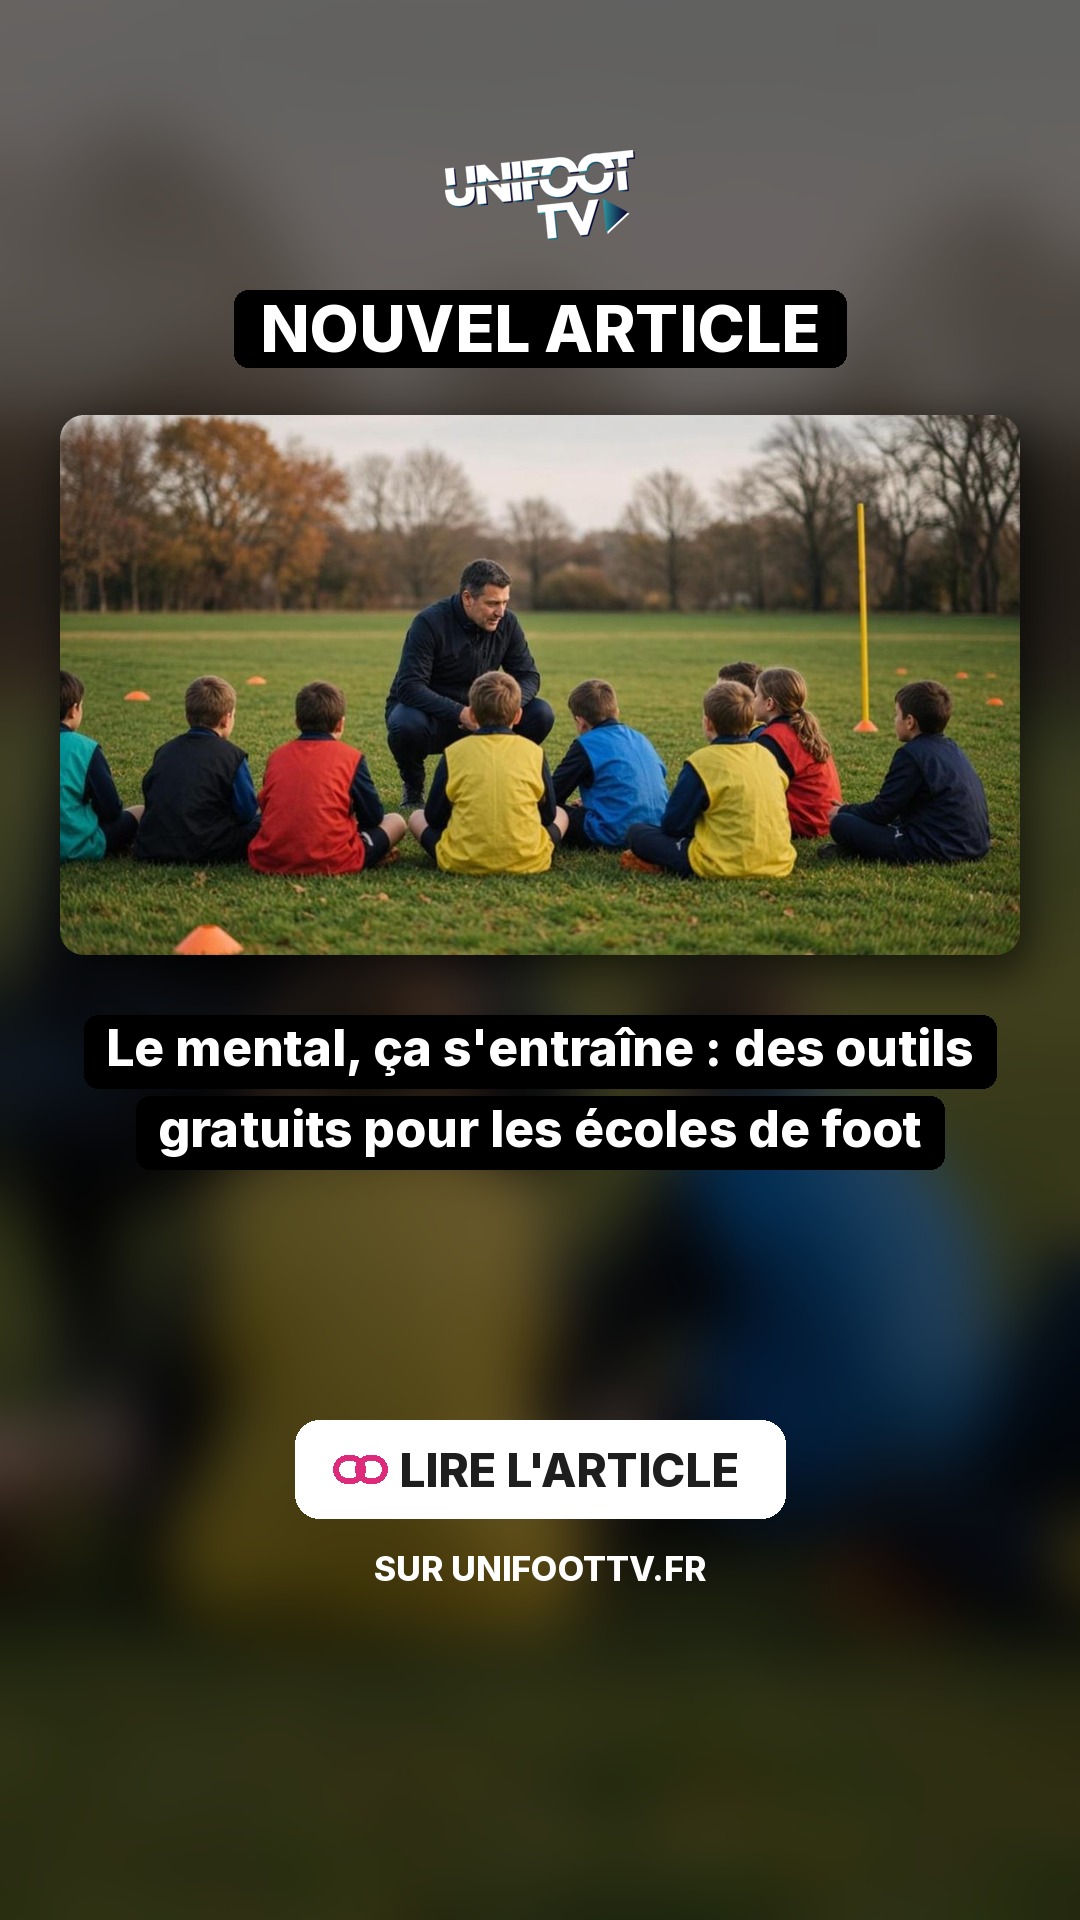 UNIFOOT
TV
NOUVEL ARTICLE
Le mental, ça s'entraîne : des outils
gratuits pour les écoles de foot
LIRE L'ARTICLE
SUR UNIFOOTTV.FR